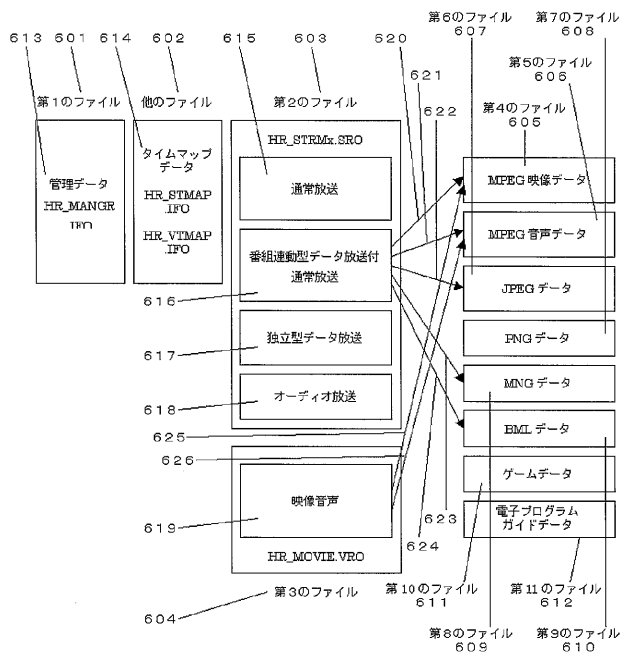 第6のファイル
607
第7のファイル
608
613
601
614
602
615
603
620
621
622
第5のファイル
606
第4のファイル
605
第1のファイル
他のファイル
第2のファイル
管理データ
HR_MANGR
.IFO
タイムマップ
データ
HR_STMAP
.IFO
HR_VTMAP
.IFO
HR_STRMx.SRO
通常放送
番組連動型データ放送付
通常放送
独立型データ放送
オーディオ放送
616
617
618
625
626
619
映像音声
HR_MOVIE.VRO
第3のファイル
604
MPEG 映像データ
MPEG 音声データ
JPEG データ
PNG データ
MNG データ
BML データ
ゲームデータ
電子プログラム
ガイドデータ
623
624
第10のファイル
611
第11のファイル
612
第8のファイル
609
第9のファイル
610